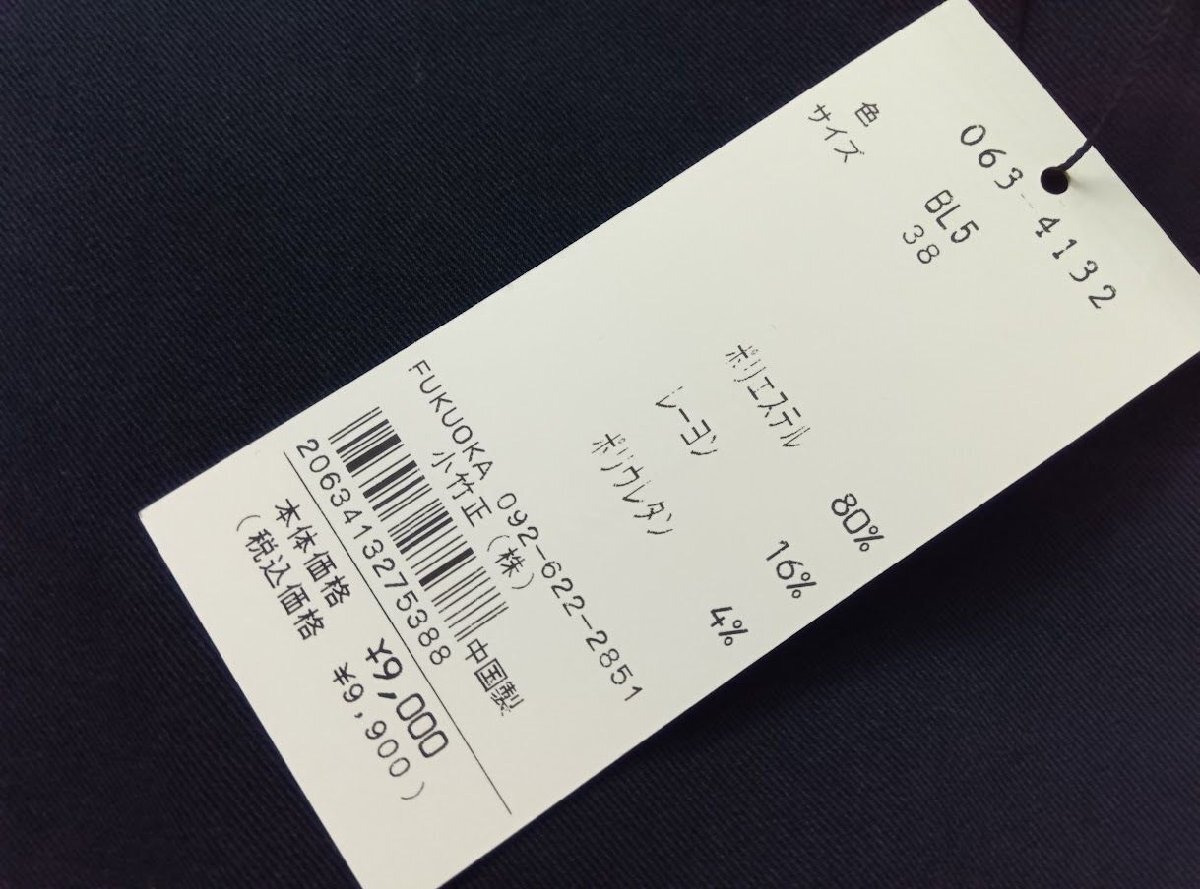 063-4132
色 BL5
サイズ 38
ポリエステル 80%
レーヨン 16%
ポリウレタン 4%
FUKUOKA 092-622-2851
小竹正(株)
中国製
2063413275388
本体価格 ¥9,000
(税込価格 ¥9,900)